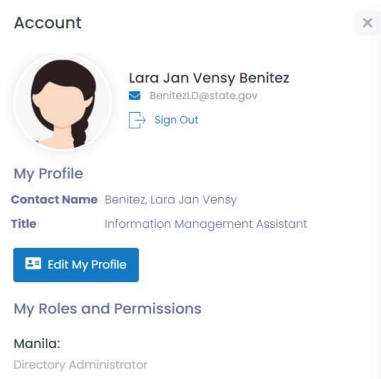 Account
Lara Jan Vensy Benitez
BenitezLD@state.gov
Sign Out
My Profile
Contact Name Benitez, Lara Jan Vensy
Title Information Management Assistant
Edit My Profile
My Roles and Permissions
Manila:
Directory Administrator